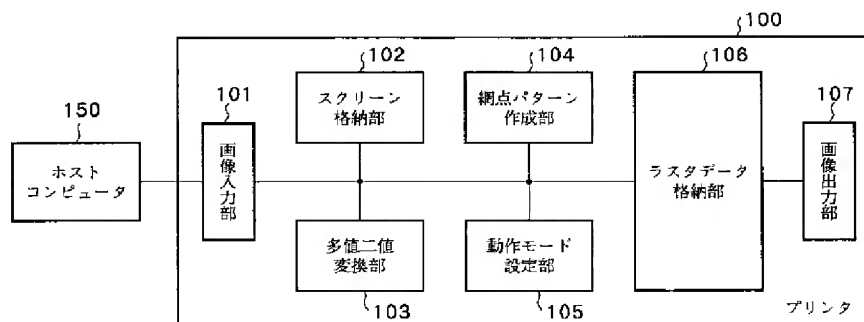 100
102
104
106
101
107
150
スクリーン
格納部
網点パターン
作成部
画像入力部
ホスト
コンピュータ
ラスタデータ
格納部
画像出力部
多値二値
変換部
動作モード
設定部
103
105
プリンタ